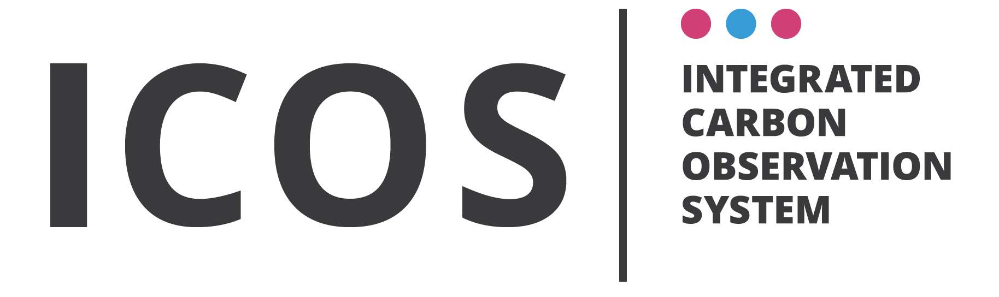 ICOS
INTEGRATED
CARBON
OBSERVATION
SYSTEM